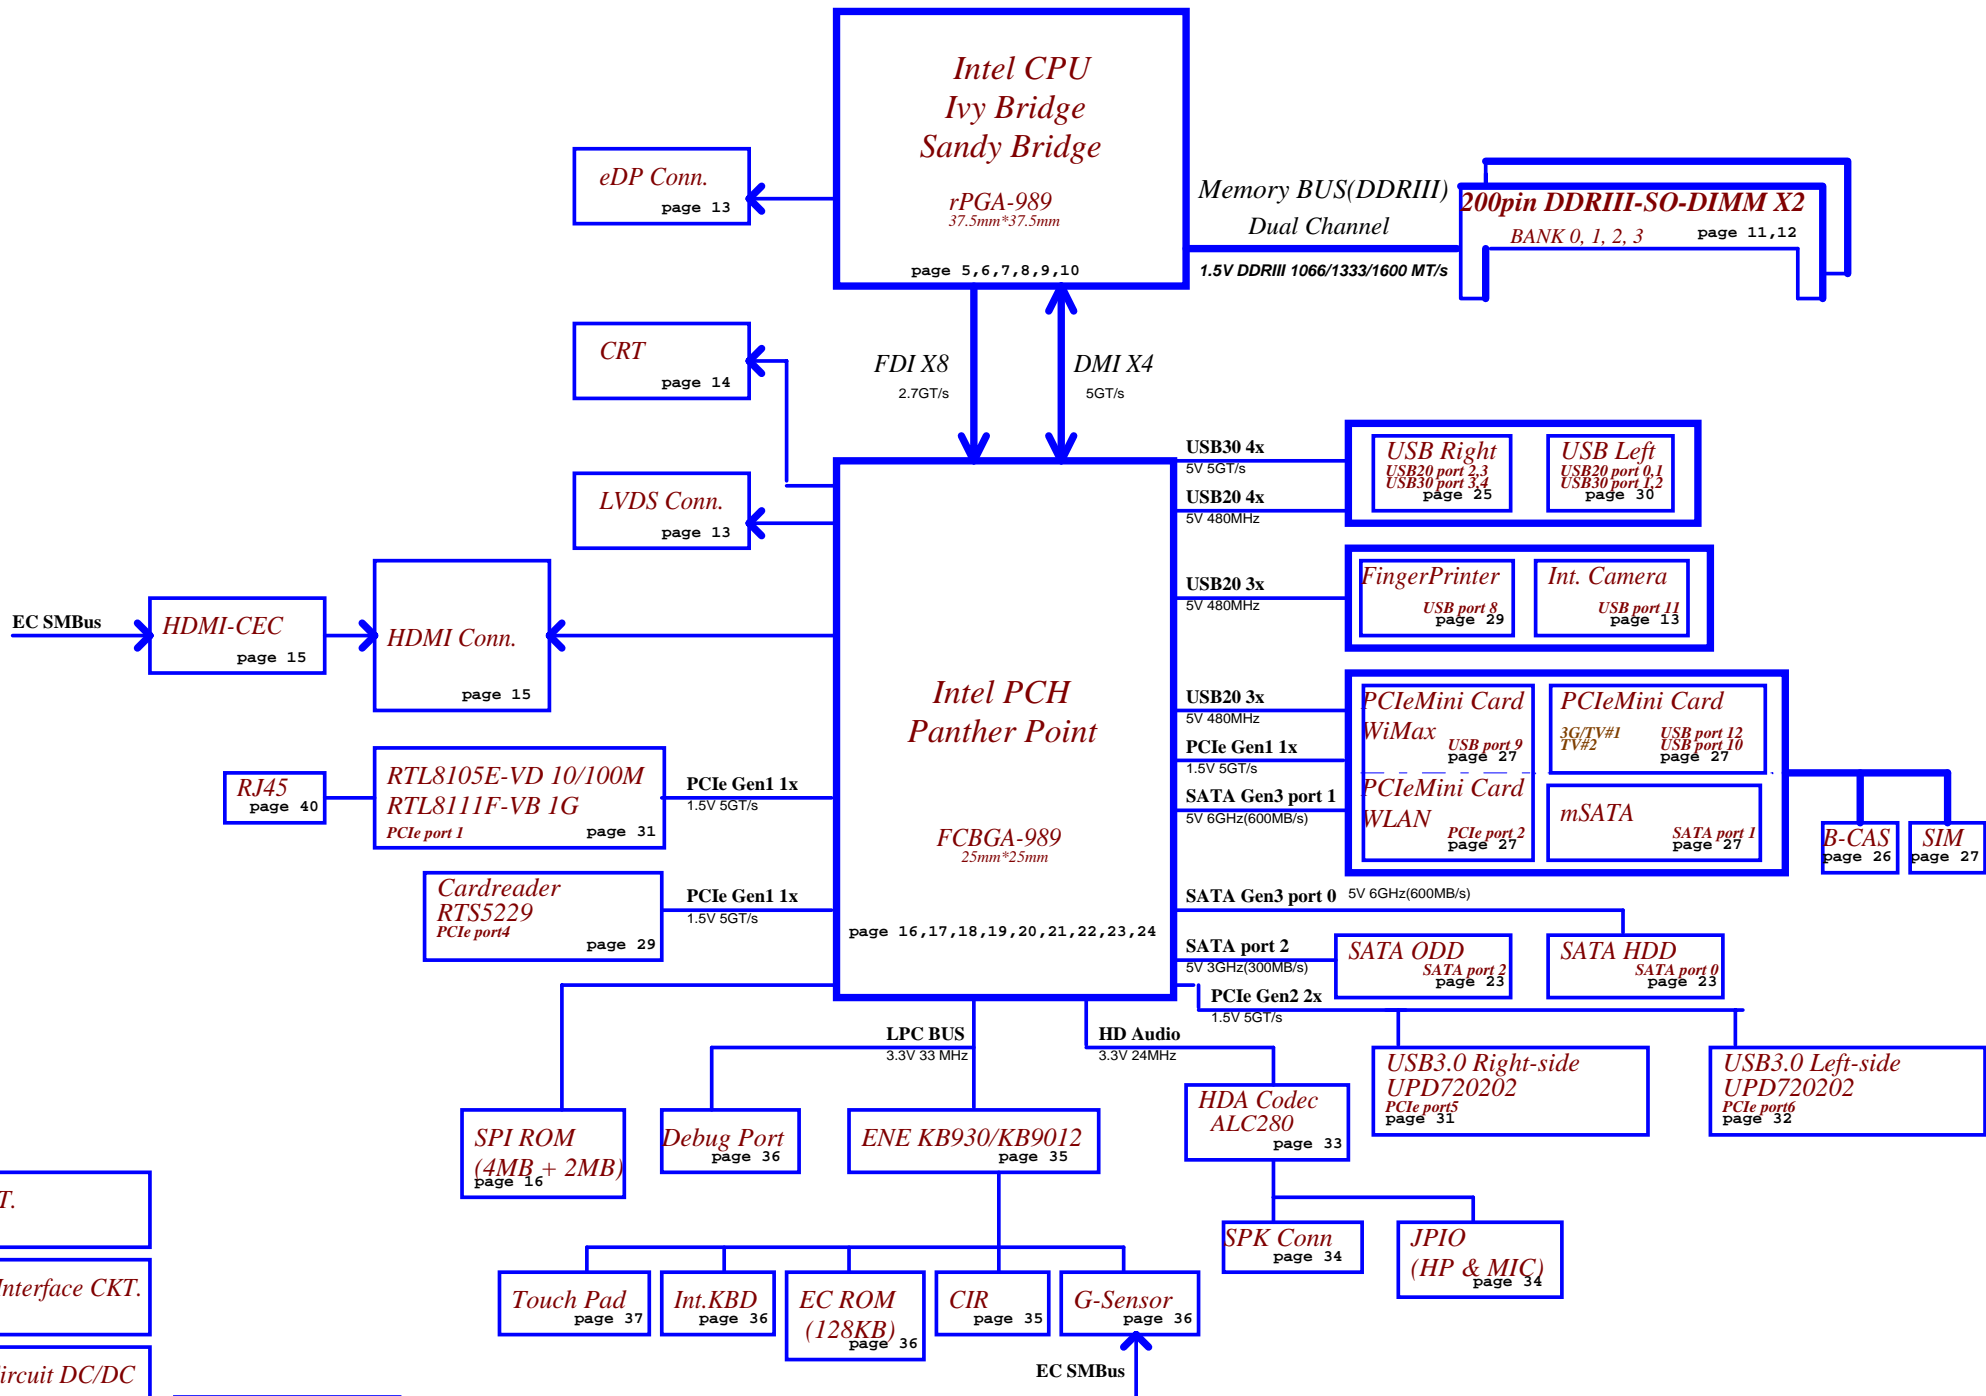 Intel CPU
Ivy Bridge
Sandy Bridge
rPGA-989
37.5mm*37.5mm
page 5,6,7,8,9,10
eDP Conn.
page 13
Memory BUS(DDRIII)
Dual Channel
1.5V DDRIII 1066/1333/1600 MT/s
200pin DDRIII-SO-DIMM X2
BANK 0, 1, 2, 3
page 11,12
CRT
page 14
FDI X8
2.7GT/s
DMI X4
5GT/s
LVDS Conn.
page 13
USB30 4x
5V 5GT/s
USB20 4x
5V 480MHz
USB Right
USB20 port 2,3
USB30 port 3,4
page 25
USB Left
USB20 port 0,1
USB30 port 1,2
page 30
USB20 3x
5V 480MHz
FingerPrinter
USB port 8
page 29
Int. Camera
USB port 11
page 13
EC SMBus
HDMI-CEC
page 15
HDMI Conn.
page 15
Intel PCH
Panther Point
FCBGA-989
25mm*25mm
page 16,17,18,19,20,21,22,23,24
USB20 3x
5V 480MHz
PCIe Gen1 1x
1.5V 5GT/s
SATA Gen3 port 1
5V 6GHz(600MB/s)
PCIeMini Card
WiMax
USB port 9
page 27
PCIeMini Card
3G/TV#1
TV#2
USB port 12
USB port 10
page 27
PCIeMini Card
WLAN
PCIe port 2
page 27
mSATA
SATA port 1
page 27
B-CAS
page 26
SIM
page 27
RJ45
page 40
RTL8105E-VD 10/100M
RTL8111F-VB 1G
PCIe port 1
page 31
PCIe Gen1 1x
1.5V 5GT/s
Cardreader
RTS5229
PCIe port4
page 29
PCIe Gen1 1x
1.5V 5GT/s
SATA Gen3 port 0
5V 6GHz(600MB/s)
SATA port 2
5V 3GHz(300MB/s)
SATA ODD
SATA port 2
page 23
SATA HDD
SATA port 0
page 23
PCIe Gen2 2x
1.5V 5GT/s
USB3.0 Right-side
UPD720202
PCIe port5
page 31
USB3.0 Left-side
UPD720202
PCIe port6
page 32
LPC BUS
3.3V 33 MHz
HD Audio
3.3V 24MHz
SPI ROM
(4MB + 2MB)
page 16
Debug Port
page 36
ENE KB930/KB9012
page 35
HDA Codec
ALC280
page 33
SPK Conn
page 34
JPIO
(HP & MIC)
page 34
Touch Pad
page 37
Int.KBD
page 36
EC ROM
(128KB)
page 36
CIR
page 35
G-Sensor
page 36
EC SMBus
T.
Interface CKT.
ircuit DC/DC